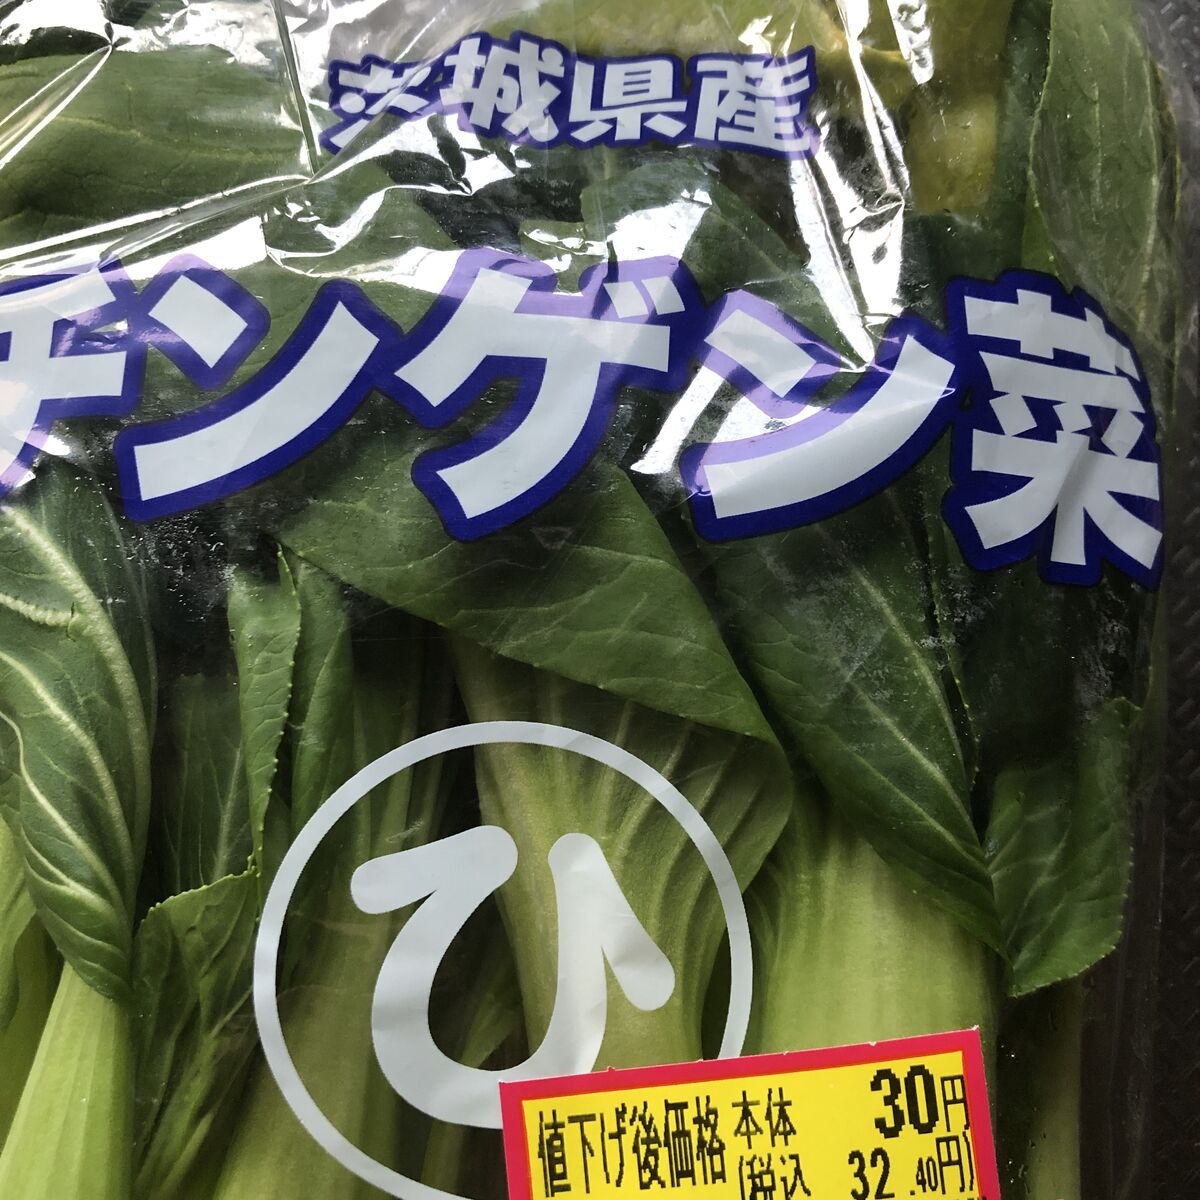 茨城県産
チンゲン菜
ひ
値下げ後価格 本体 30円
(税込 32.40円)